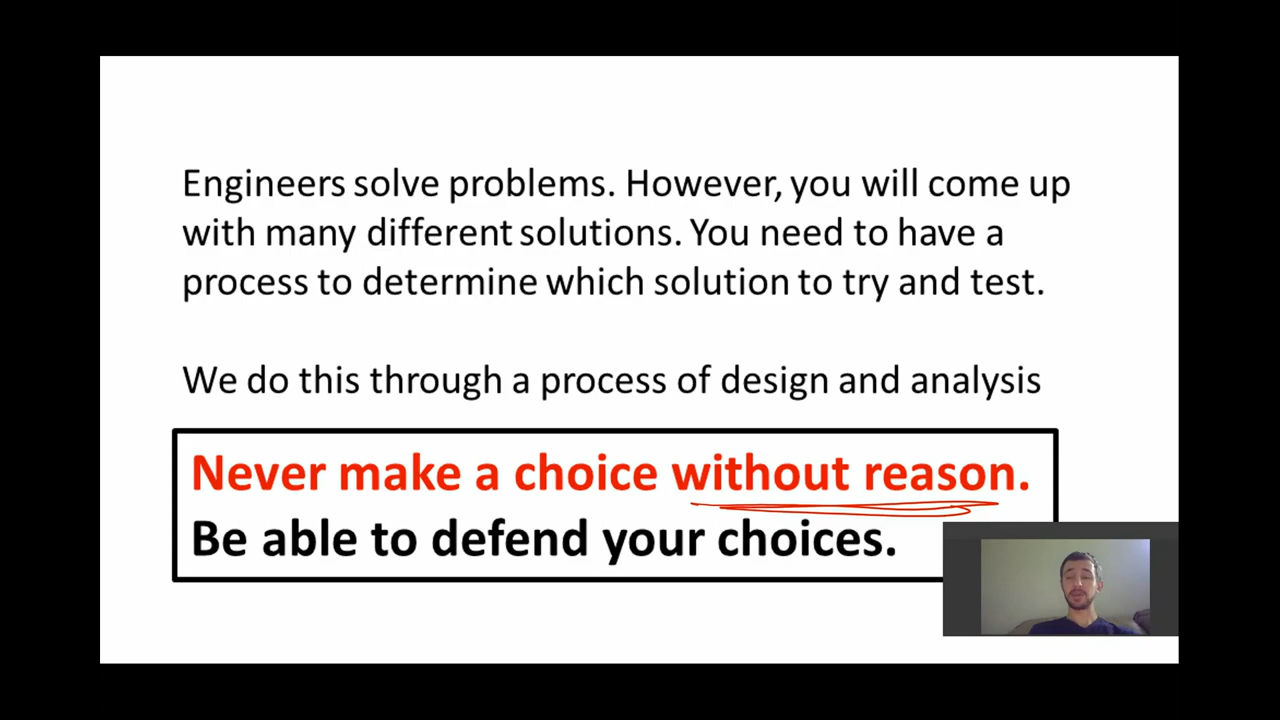 Engineers solve problems. However, you will come up
with many different solutions. You need to have a
process to determine which solution to try and test.
We do this through a process of design and analysis
Never make a choice without reason.
Be able to defend your choices.